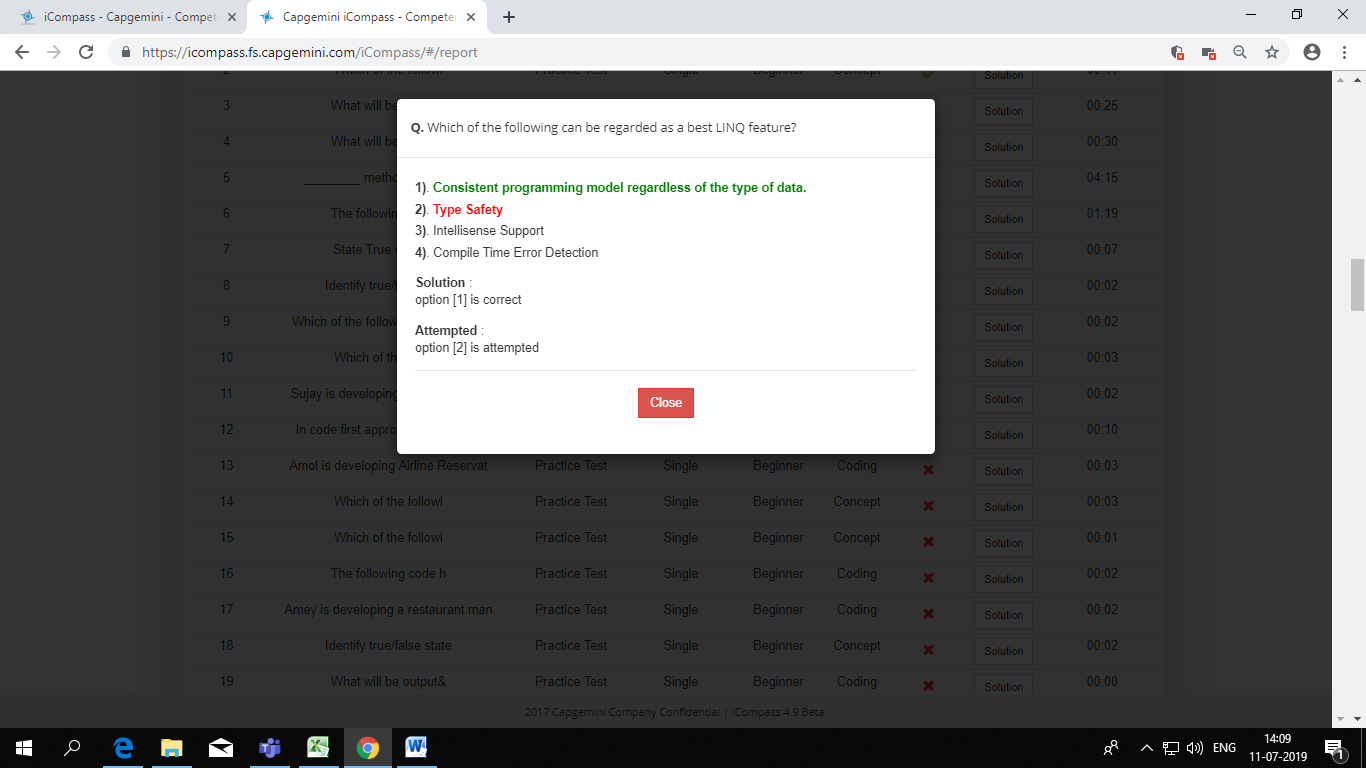 iCompass - Capgemini - Compet
Capgemini iCompass - Competen
https://icompass.fs.capgemini.com/iCompass/#/report
2 Practice Test Single Beginner Concept Solution 00:11
3 What will be Solution 00:25
4 What will be Solution 00:30
5 ________ metho Solution 04:15
6 The followin Solution 01:19
7 State True Solution 00:07
8 Identify true/ Solution 00:02
9 Which of the follow Solution 00:02
10 Which of th Solution 00:03
11 Sujay is developing Solution 00:02
12 In code first appro Solution 00:10
Q. Which of the following can be regarded as a best LINQ feature?
1). Consistent programming model regardless of the type of data.
2). Type Safety
3). Intellisense Support
4). Compile Time Error Detection
Solution :
option [1] is correct
Attempted :
option [2] is attempted
Close
13 Amol is developing Airline Reservat Practice Test Single Beginner Coding Solution 00:03
14 Which of the followi Practice Test Single Beginner Concept Solution 00:03
15 Which of the followi Practice Test Single Beginner Concept Solution 00:01
16 The following code h Practice Test Single Beginner Coding Solution 00:02
17 Amey is developing a restaurant man Practice Test Single Beginner Coding Solution 00:02
18 Identify true/false state Practice Test Single Beginner Concept Solution 00:02
19 What will be output& Practice Test Single Beginner Coding Solution 00:00
2017 Capgemini Company Confidential | iCompass 4.9 Beta
ENG
14:09
11-07-2019
1